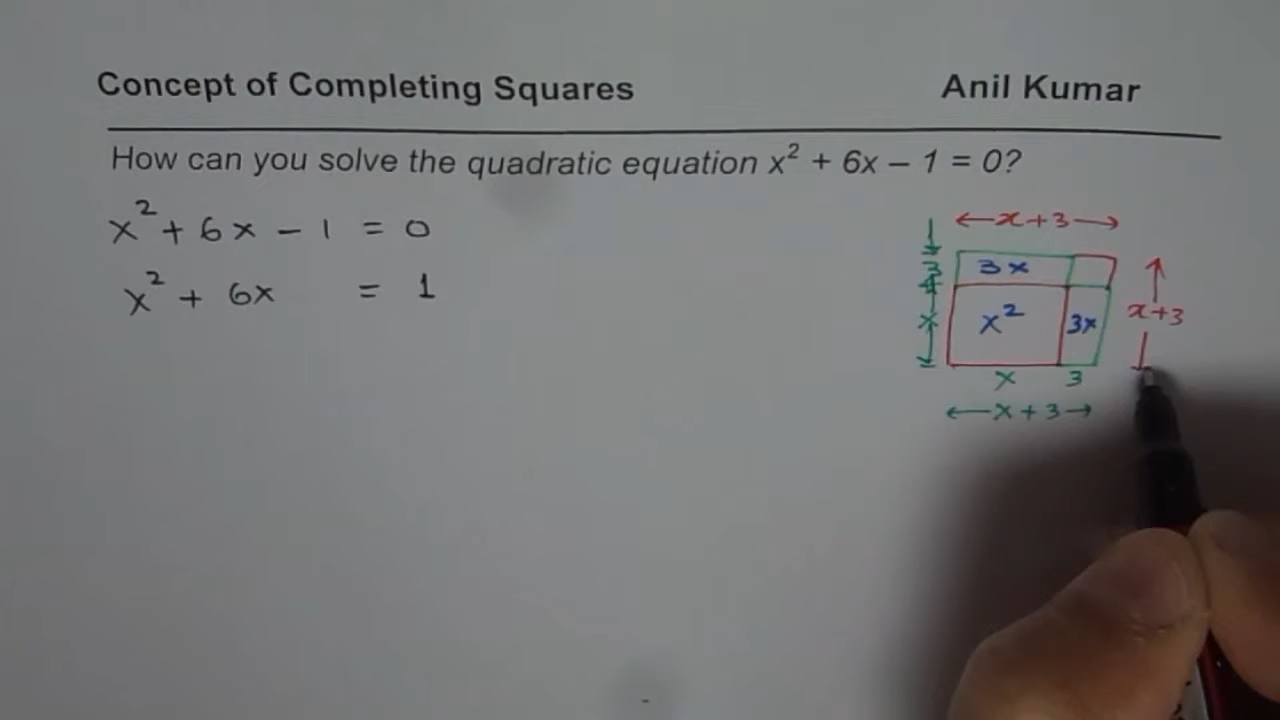 Concept of Completing Squares
Anil Kumar
How can you solve the quadratic equation x² + 6x – 1 = 0?
x² + 6x - 1 = 0
x² + 6x = 1
←x+3→
3
3x
x
x²
3x
x+3
x 3
←x+3→